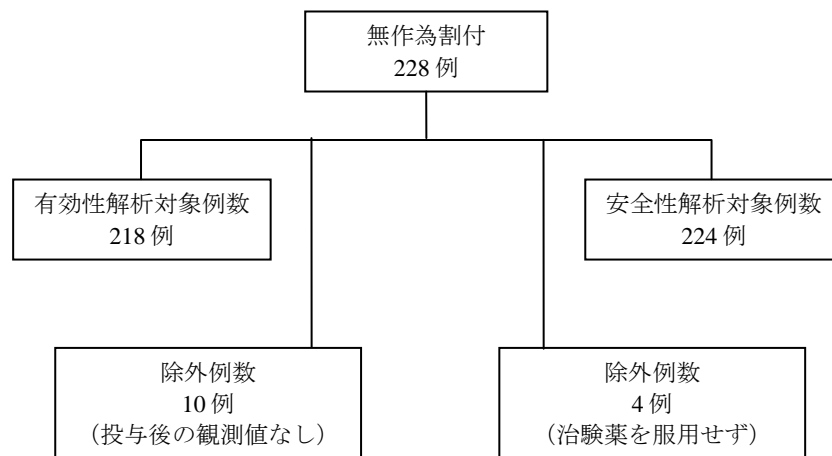 無作為割付
228 例
有効性解析対象例数
218 例
安全性解析対象例数
224 例
除外例数
10 例
（投与後の観測値なし）
除外例数
4 例
（治験薬を服用せず）